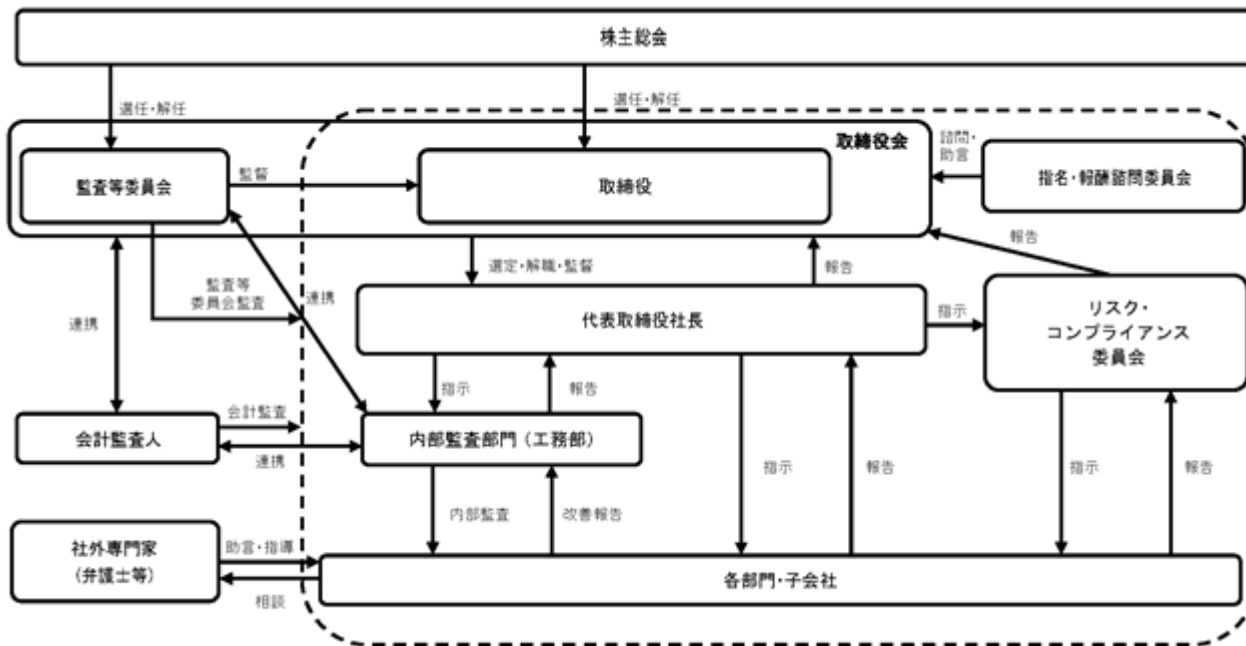 株主総会
選任・解任
選任・解任
取締役会
諮問・
助言
監査等委員会
監督
取締役
指名・報酬諮問委員会
選定・解職・監督
報告
報告
監査等
委員会監査
連携
連携
代表取締役社長
指示
リスク・
コンプライアンス
委員会
指示
報告
会計監査人
会計監査
連携
内部監査部門（工務部）
指示
報告
指示
報告
内部監査
改善報告
社外専門家
（弁護士等）
助言・指導
相談
各部門・子会社